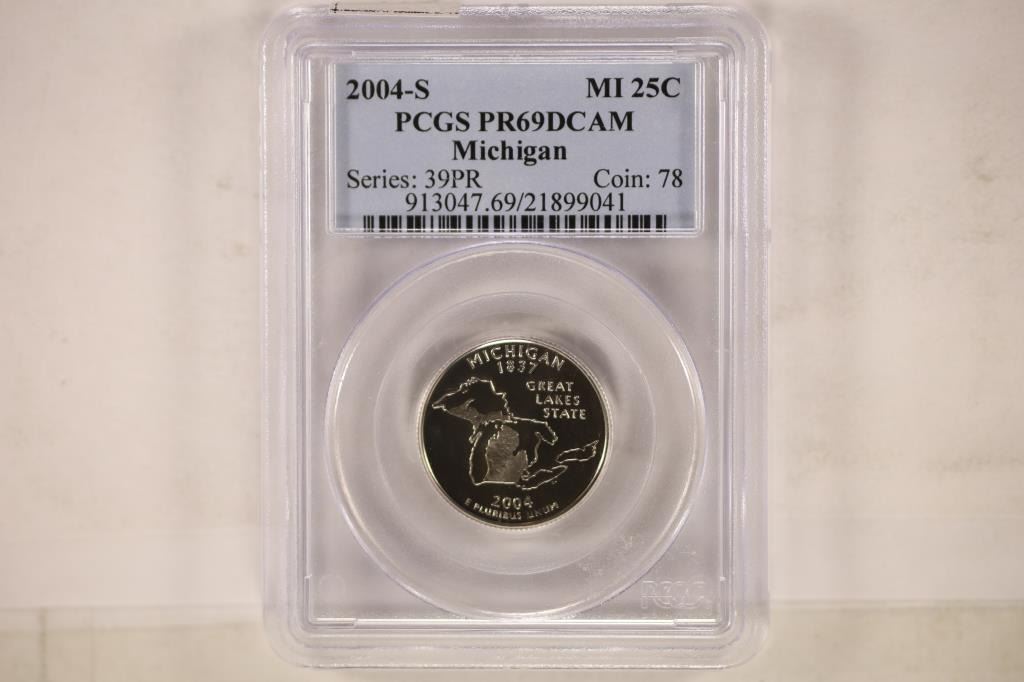 2004-S MI 25C
PCGS PR69DCAM
Michigan
Series: 39PR Coin: 78
913047.69/21899041
MICHIGAN
1837
GREAT
LAKES
STATE
2004
E PLURIBUS UNUM
PCGS